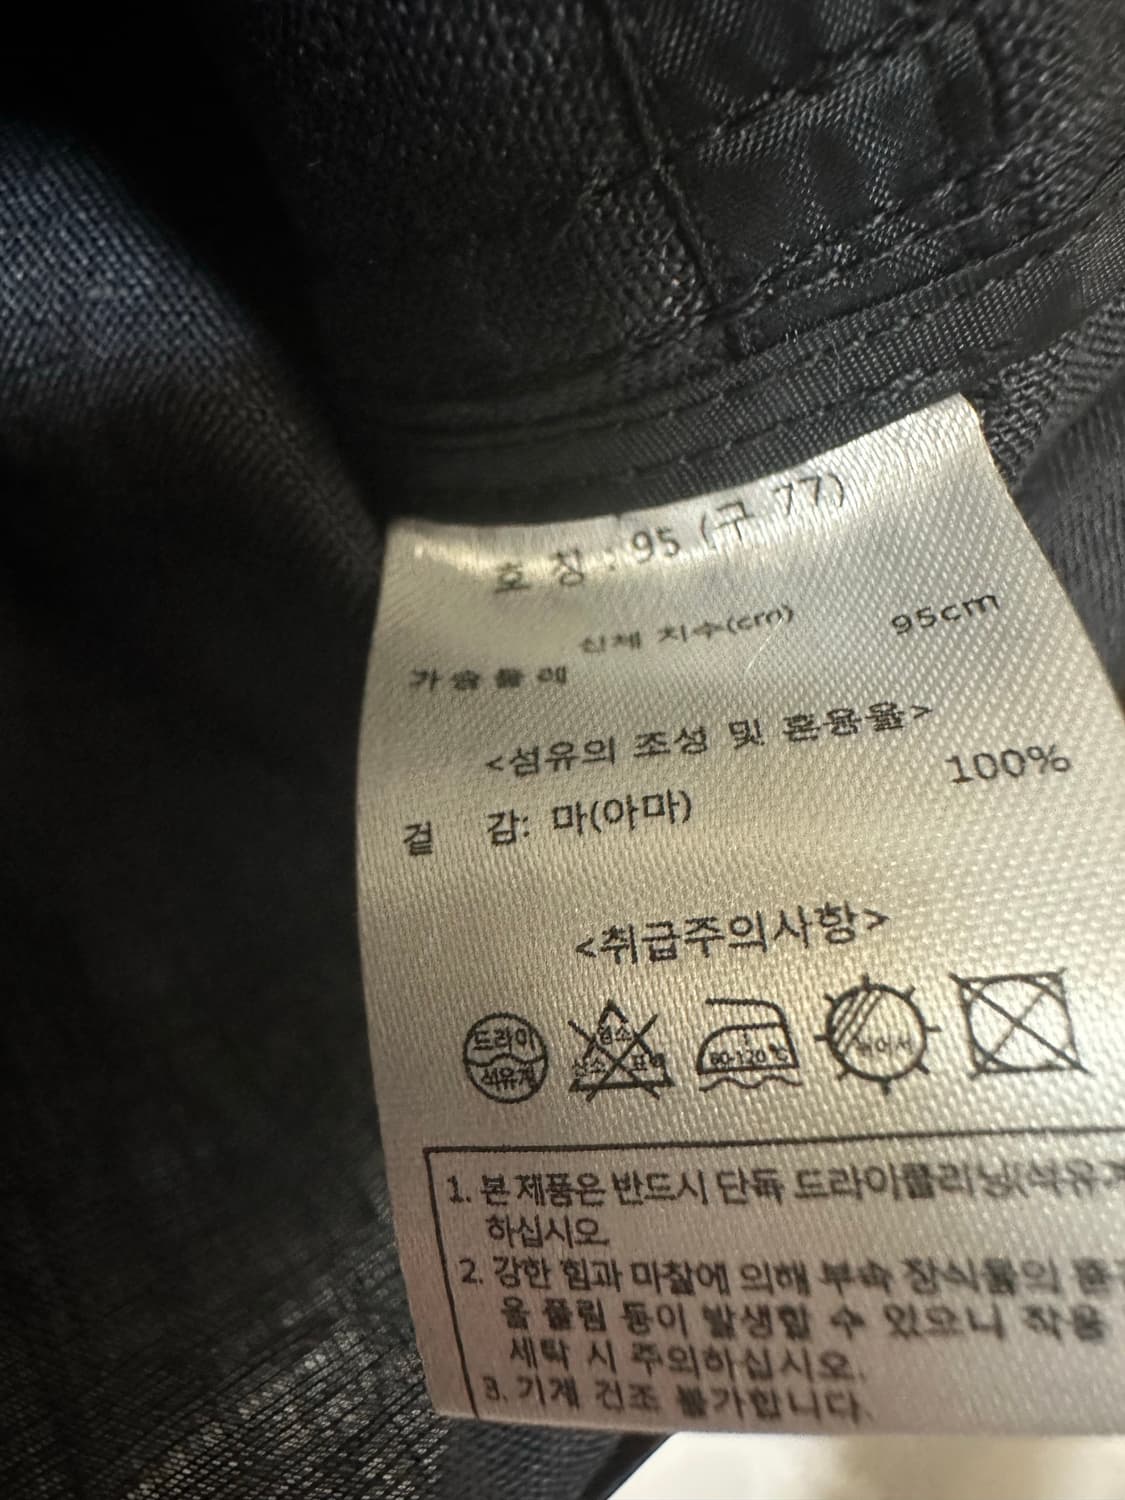 호 칭 : 95 (구 77)
신체 치수(cm)
가슴둘레 95cm
<섬유의 조성 및 혼용율>
겉 감: 마(아마) 100%
<취급주의사항>
드라이
석유계
염소
산소 표백
80-120℃
뉘어서
1. 본 제품은 반드시 단독 드라이클리닝(석유계
하십시오.
2. 강한 힘과 마찰에 의해 부속 장식물의
올 풀림 등이 발생할 수 있으니 착용
세탁 시 주의하십시오.
3. 기계 건조 불가합니다.